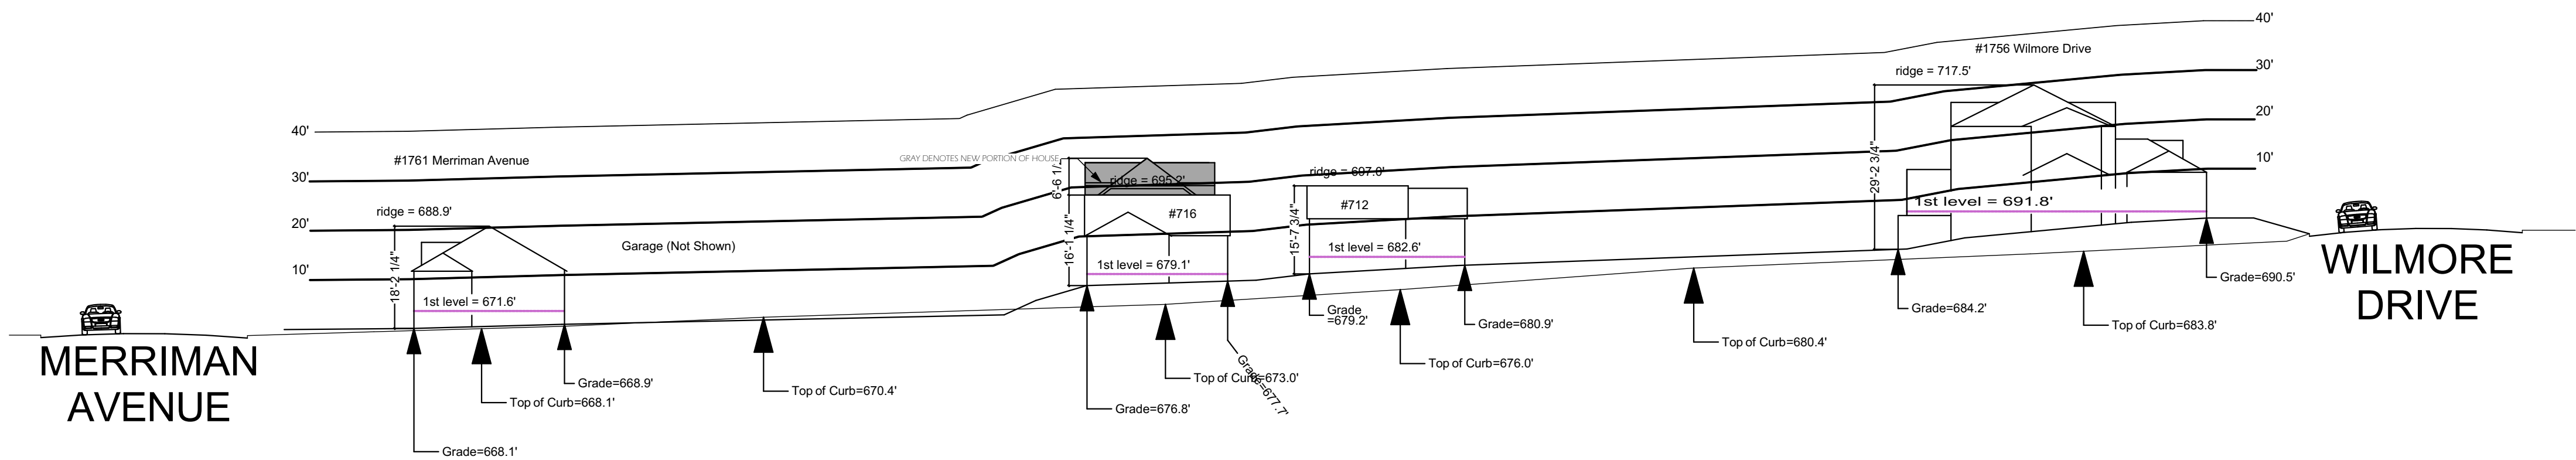 40'
#1756 Wilmore Drive
30'
ridge = 717.5'
20'
40'
10'
#1761 Merriman Avenue
GRAY DENOTES NEW PORTION OF HOUSE
30'
6'-6 1/
ridge = 695.2'
ridge = 697.0'
29'-2 3/4"
1st level = 691.8'
ridge = 688.9'
20'
#716
#712
Garage (Not Shown)
10'
18'-2 1/4"
16'-1 1/4"
15'-7 3/4"
1st level = 679.1'
1st level = 682.6'
1st level = 671.6'
WILMORE
DRIVE
Grade=690.5'
Grade=684.2'
Grade
=679.2'
Grade=680.9'
Top of Curb=683.8'
Top of Curb=680.4'
MERRIMAN
AVENUE
Grade=668.9'
Top of Curb=668.1'
Top of Curb=670.4'
Top of Curb=673.0'
Grade=677.7'
Top of Curb=676.0'
Grade=676.8'
Grade=668.1'